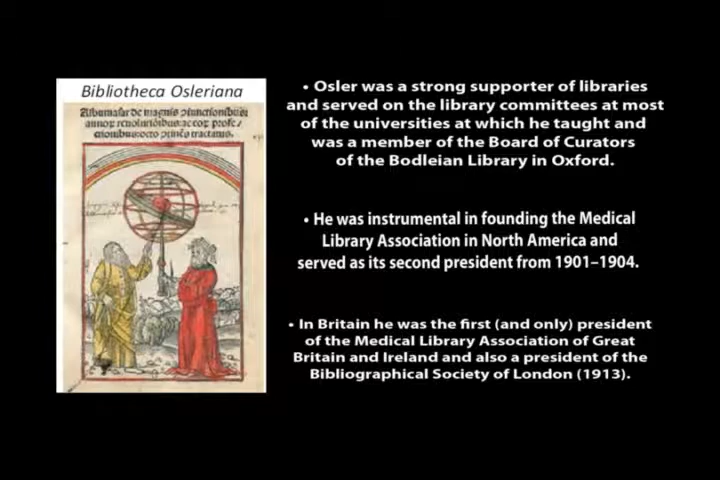 Bibliotheca Osleriana
• Osler was a strong supporter of libraries
and served on the library committees at most
of the universities at which he taught and
was a member of the Board of Curators
of the Bodleian Library in Oxford.
• He was instrumental in founding the Medical
Library Association in North America and
served as its second president from 1901–1904.
• In Britain he was the first (and only) president
of the Medical Library Association of Great
Britain and Ireland and also a president of the
Bibliographical Society of London (1913).